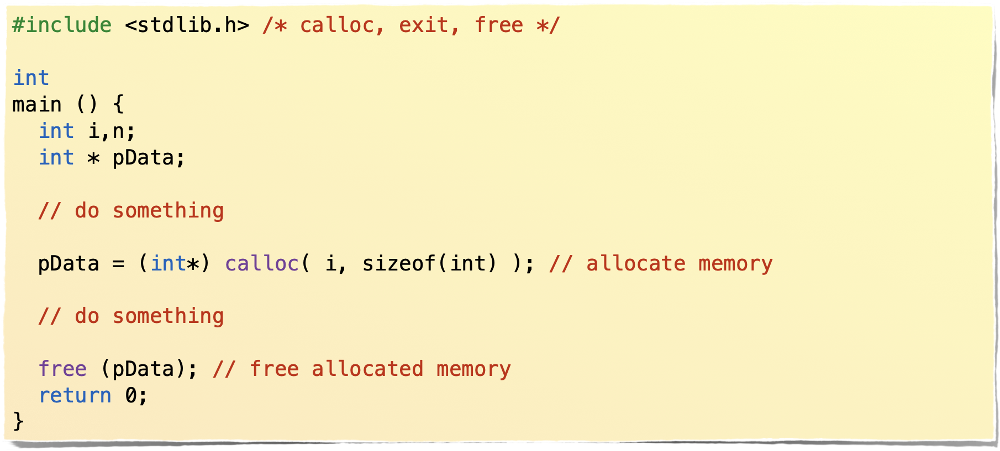 #include <stdlib.h> /* calloc, exit, free */
int
main () {
int i,n;
int * pData;
// do something
pData = (int*) calloc( i, sizeof(int) ); // allocate memory
// do something
free (pData); // free allocated memory
return 0;
}